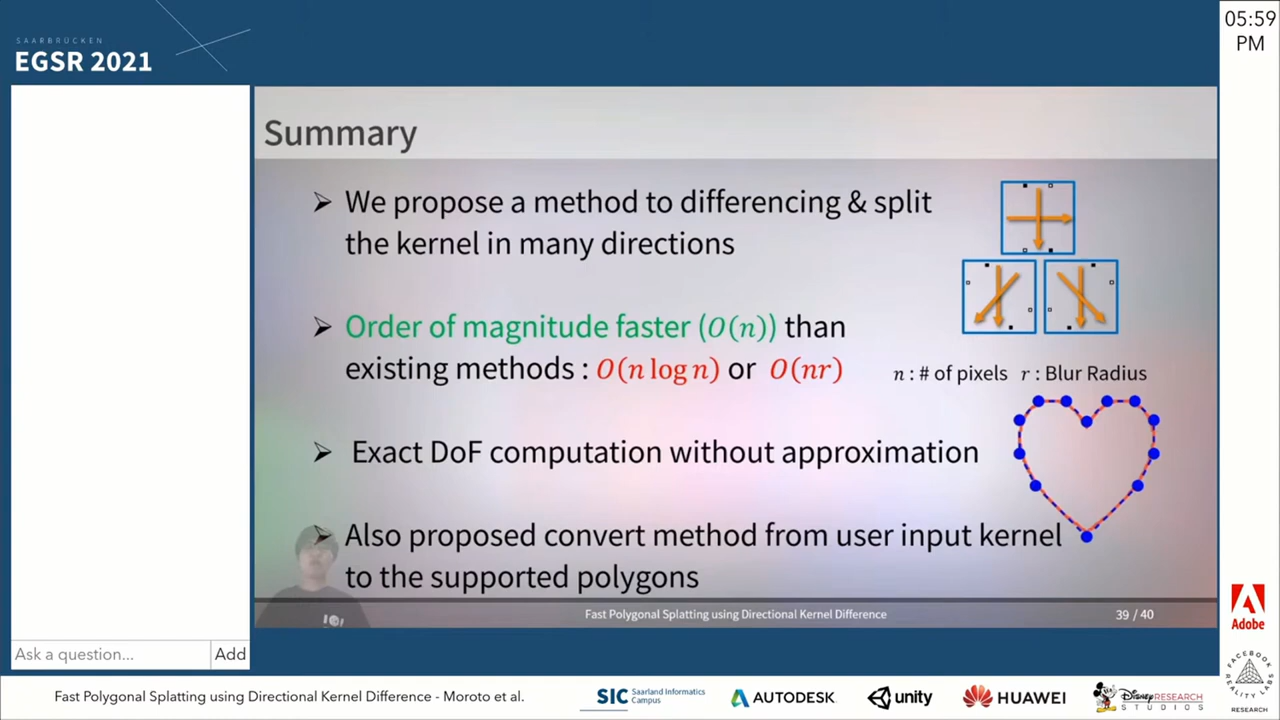 SAARBRÜCKEN
EGSR 2021
05:59
PM
Summary
➢ We propose a method to differencing & split
the kernel in many directions
➢ Order of magnitude faster (O(n)) than
existing methods : O(n log n) or O(nr)
n : # of pixels r : Blur Radius
➢ Exact DoF computation without approximation
➢ Also proposed convert method from user input kernel
to the supported polygons
Fast Polygonal Splatting using Directional Kernel Difference
39 / 40
Ask a question...
Add
Adobe
FACEBOOK REALITY LABS
RESEARCH
Fast Polygonal Splatting using Directional Kernel Difference - Moroto et al.
SIC Saarland Informatics
Campus
AUTODESK
unity
HUAWEI
Disney RESEARCH
STUDIOS